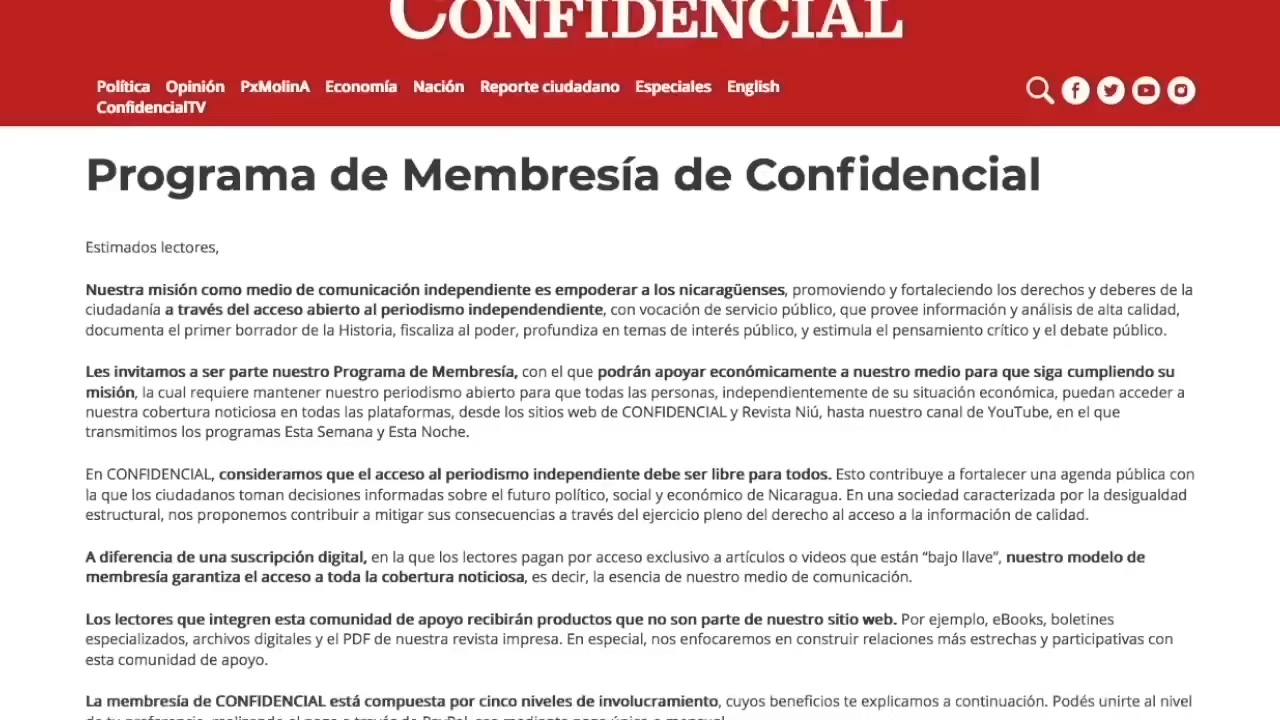 CONFIDENCIAL
Política Opinión PxMolinA Economía Nación Reporte ciudadano Especiales English
ConfidencialTV
Programa de Membresía de Confidencial
Estimados lectores,
Nuestra misión como medio de comunicación independiente es empoderar a los nicaragüenses, promoviendo y fortaleciendo los derechos y deberes de la
ciudadanía a través del acceso abierto al periodismo independendiente, con vocación de servicio público, que provee información y análisis de alta calidad,
documenta el primer borrador de la Historia, fiscaliza al poder, profundiza en temas de interés público, y estimula el pensamiento crítico y el debate público.
Les invitamos a ser parte nuestro Programa de Membresía, con el que podrán apoyar económicamente a nuestro medio para que siga cumpliendo su
misión, la cual requiere mantener nuestro periodismo abierto para que todas las personas, independientemente de su situación económica, puedan acceder a
nuestra cobertura noticiosa en todas las plataformas, desde los sitios web de CONFIDENCIAL y Revista Niú, hasta nuestro canal de YouTube, en el que
transmitimos los programas Esta Semana y Esta Noche.
En CONFIDENCIAL, consideramos que el acceso al periodismo independiente debe ser libre para todos. Esto contribuye a fortalecer una agenda pública con
la que los ciudadanos toman decisiones informadas sobre el futuro político, social y económico de Nicaragua. En una sociedad caracterizada por la desigualdad
estructural, nos proponemos contribuir a mitigar sus consecuencias a través del ejercicio pleno del derecho al acceso a la información de calidad.
A diferencia de una suscripción digital, en la que los lectores pagan por acceso exclusivo a artículos o videos que están “bajo llave”, nuestro modelo de
membresía garantiza el acceso a toda la cobertura noticiosa, es decir, la esencia de nuestro medio de comunicación.
Los lectores que integren esta comunidad de apoyo recibirán productos que no son parte de nuestro sitio web. Por ejemplo, eBooks, boletines
especializados, archivos digitales y el PDF de nuestra revista impresa. En especial, nos enfocaremos en construir relaciones más estrechas y participativas con
esta comunidad de apoyo.
La membresía de CONFIDENCIAL está compuesta por cinco niveles de involucramiento, cuyos beneficios te explicamos a continuación. Podés unirte al nivel